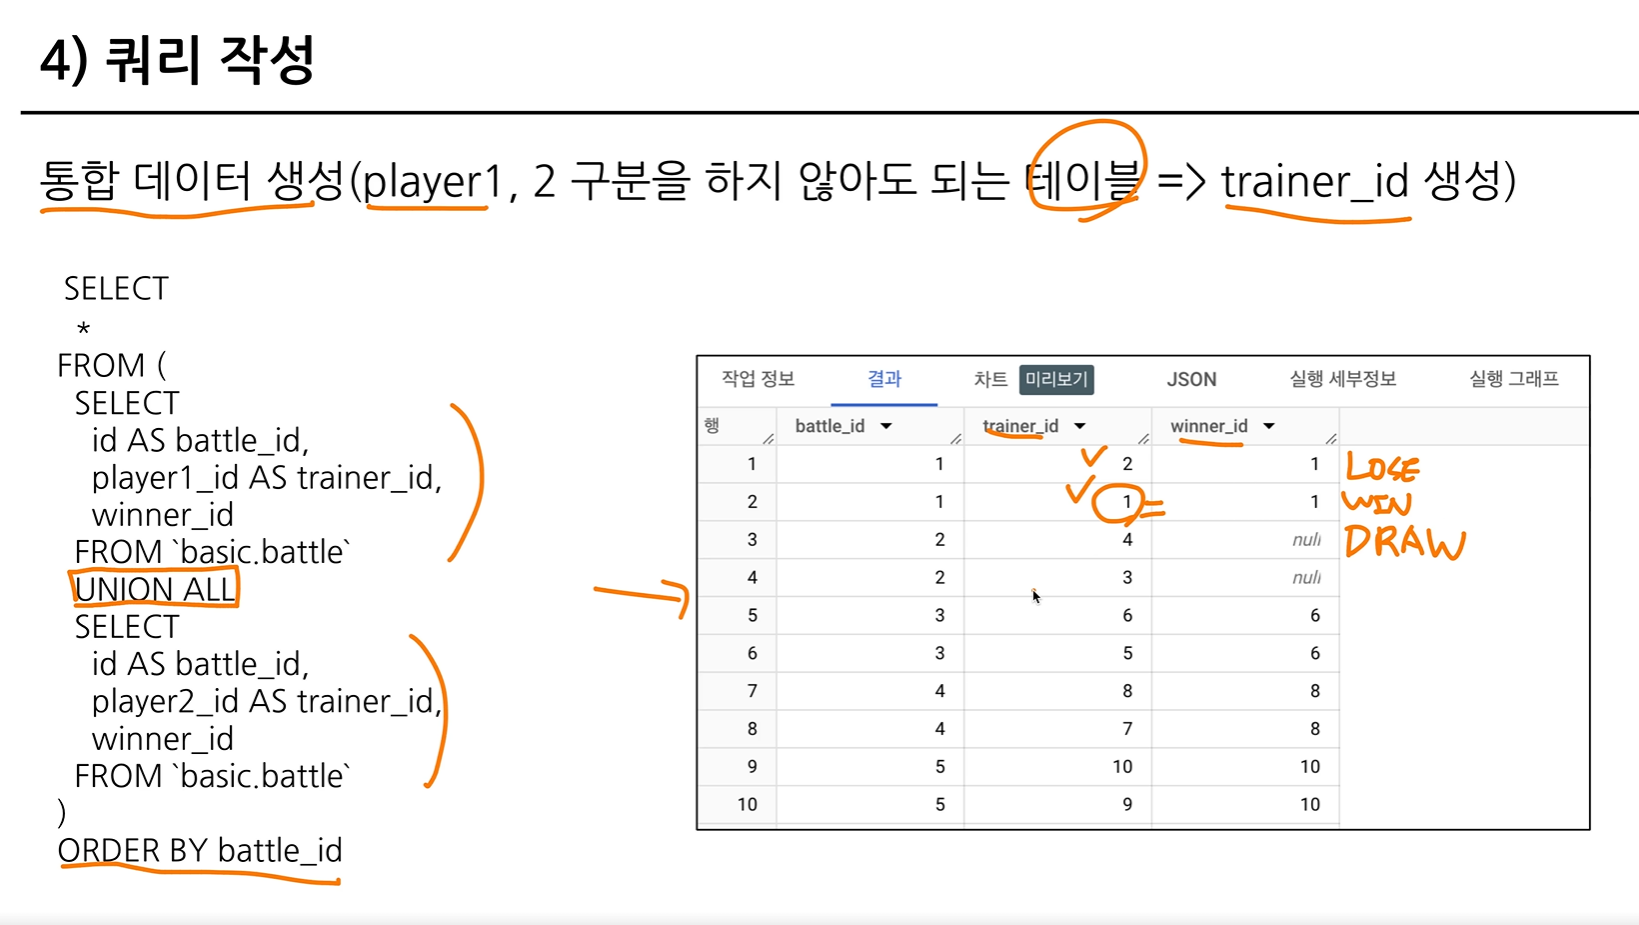 4) 쿼리 작성
통합 데이터 생성(player1, 2 구분을 하지 않아도 되는 테이블 => trainer_id 생성)
SELECT
*
FROM (
SELECT
id AS battle_id,
player1_id AS trainer_id,
winner_id
FROM `basic.battle`
UNION ALL
SELECT
id AS battle_id,
player2_id AS trainer_id,
winner_id
FROM `basic.battle`
)
ORDER BY battle_id
작업 정보 결과 차트 미리보기 JSON 실행 세부정보 실행 그래프
행 battle_id trainer_id winner_id
1 1 2 1 LOSE
2 1 1 1 WIN
3 2 4 null DRAW
4 2 3 null
5 3 6 6
6 3 5 6
7 4 8 8
8 4 7 8
9 5 10 10
10 5 9 10